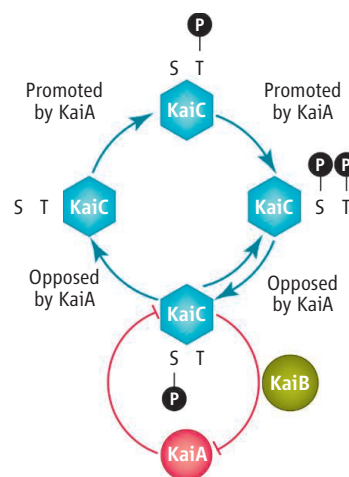 P
S T
Promoted
by KaiA
KaiC
Promoted
by KaiA
P P
S T
KaiC
KaiC
S T
Opposed
by KaiA
Opposed
by KaiA
KaiC
S T
P
KaiB
KaiA